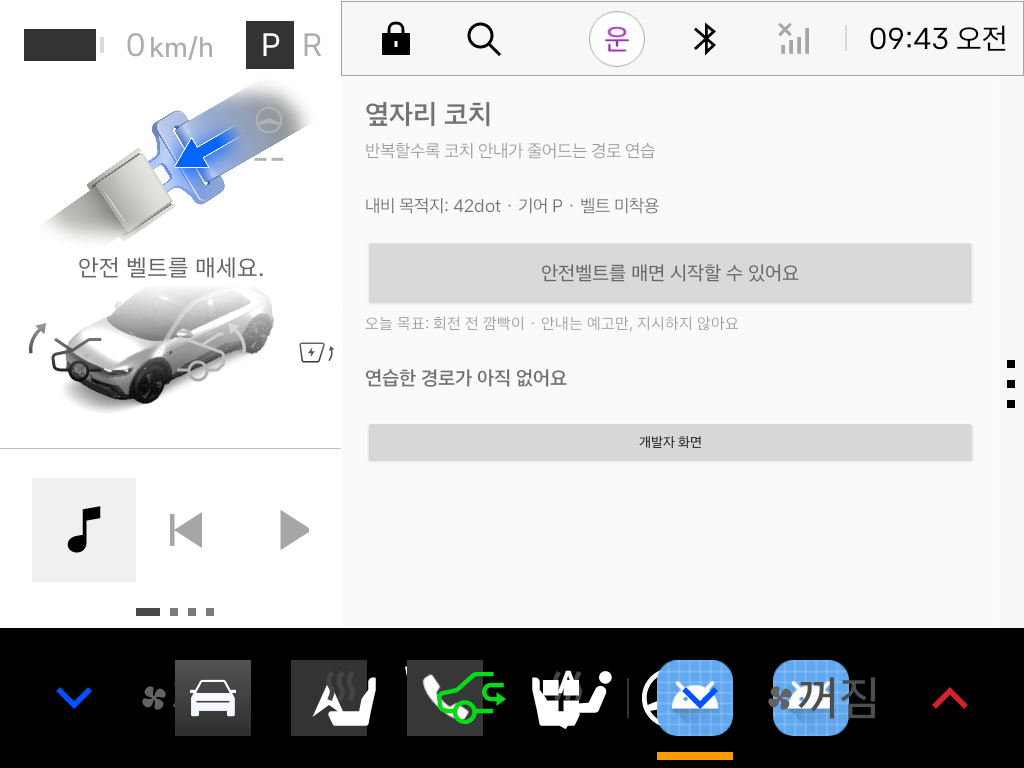 0 km/h
P R
운
09:43 오전
안전 벨트를 매세요.
옆자리 코치
반복할수록 코치 안내가 줄어드는 경로 연습
내비 목적지: 42dot · 기어 P · 벨트 미착용
안전벨트를 매면 시작할 수 있어요
오늘 목표: 회전 전 깜빡이 · 안내는 예고만, 지시하지 않아요
연습한 경로가 아직 없어요
개발자 화면
꺼짐